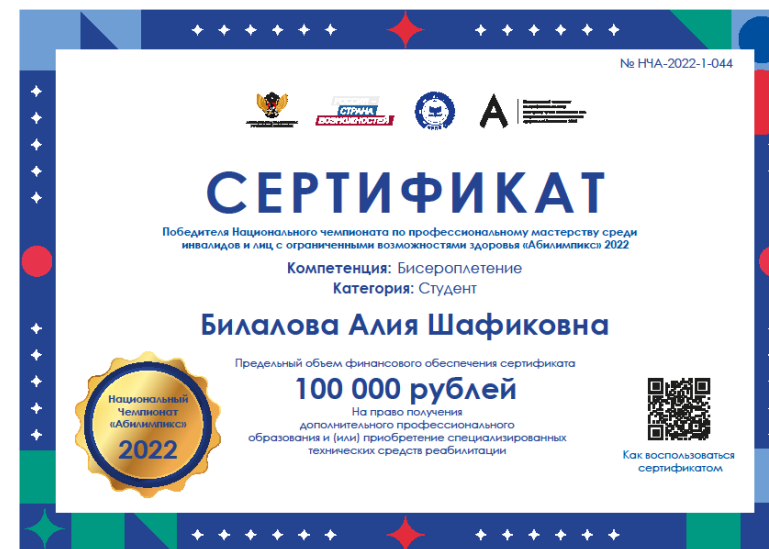 № НЧА-2022-1-044
СТРАНА
ВОЗМОЖНОСТЕЙ
СЕРТИФИКАТ
Победителя Национального чемпионата по профессиональному мастерству среди
инвалидов и лиц с ограниченными возможностями здоровья «Абилимпикс» 2022
Компетенция: Бисероплетение
Категория: Студент
Билалова Алия Шафиковна
Предельный объем финансового обеспечения сертификата
100 000 рублей
На право получения
дополнительного профессионального
образования и (или) приобретение специализированных
технических средств реабилитации
Национальный
Чемпионат
«Абилимпикс»
2022
Как воспользоваться
сертификатом